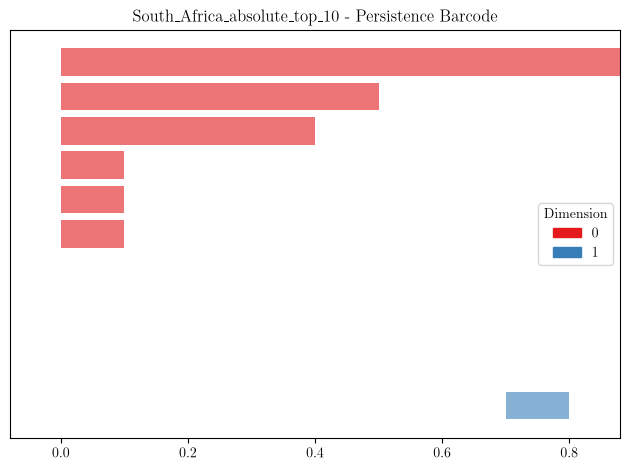 South_Africa_absolute_top_10 - Persistence Barcode
Dimension
0
1
0.0 0.2 0.4 0.6 0.8